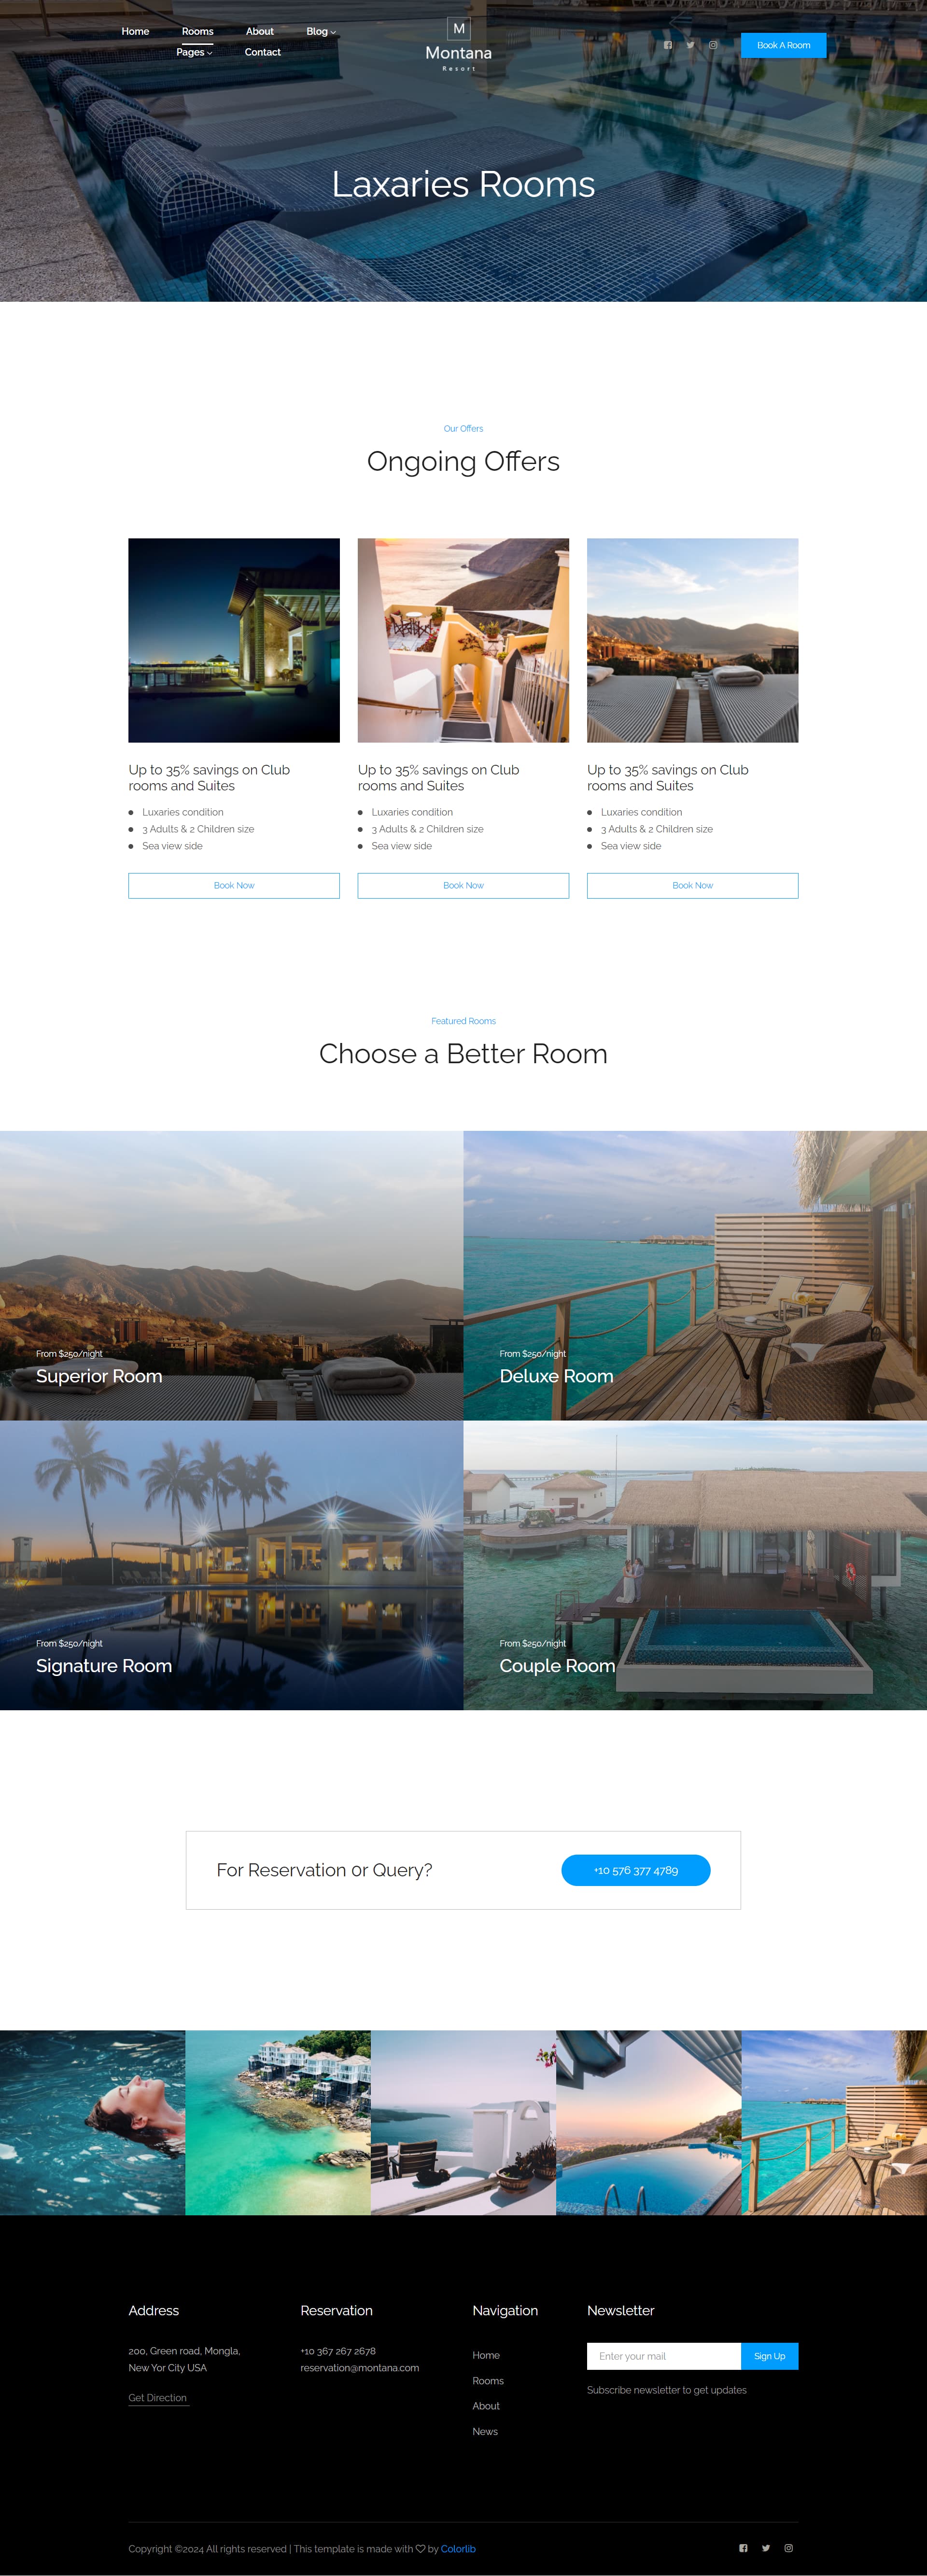 Home Rooms About Blog
Pages Contact
M
Montana
Resort
Book A Room
Laxaries Rooms
Our Offers
Ongoing Offers
Up to 35% savings on Club
rooms and Suites
Luxaries condition
3 Adults & 2 Children size
Sea view side
Book Now
Up to 35% savings on Club
rooms and Suites
Luxaries condition
3 Adults & 2 Children size
Sea view side
Book Now
Up to 35% savings on Club
rooms and Suites
Luxaries condition
3 Adults & 2 Children size
Sea view side
Book Now
Featured Rooms
Choose a Better Room
From $250/night
Superior Room
From $250/night
Deluxe Room
From $250/night
Signature Room
From $250/night
Couple Room
For Reservation 0r Query?
+10 576 377 4789
Address
200, Green road, Mongla,
New Yor City USA
Get Direction
Reservation
+10 367 267 2678
reservation@montana.com
Navigation
Home
Rooms
About
News
Newsletter
Enter your mail
Sign Up
Subscribe newsletter to get updates
Copyright ©2024 All rights reserved | This template is made with ♡ by Colorlib